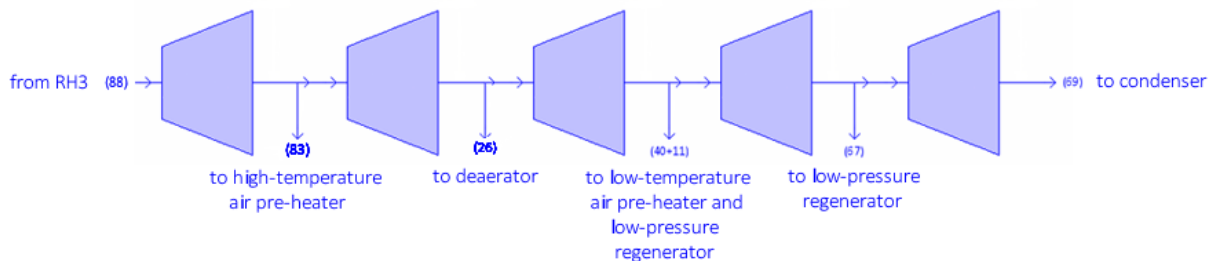 from RH3 (88)
(69) to condenser
(83)
(26)
(40+11)
(67)
to high-temperature
air pre-heater
to deaerator
to low-temperature
air pre-heater and
low-pressure
regenerator
to low-pressure
regenerator